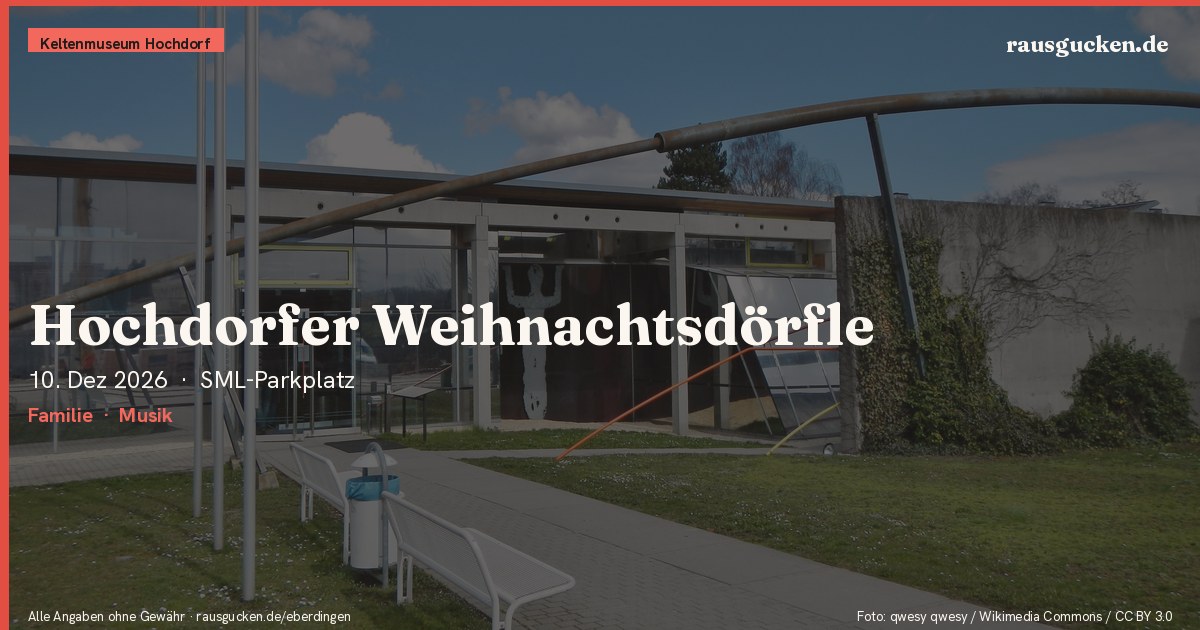 Keltenmuseum Hochdorf
rausgucken.de
Hochdorfer Weihnachtsdörfle
10. Dez 2026 · SML-Parkplatz
Familie · Musik
Alle Angaben ohne Gewähr · rausgucken.de/eberdingen
Foto: qwesy qwesy / Wikimedia Commons / CC BY 3.0